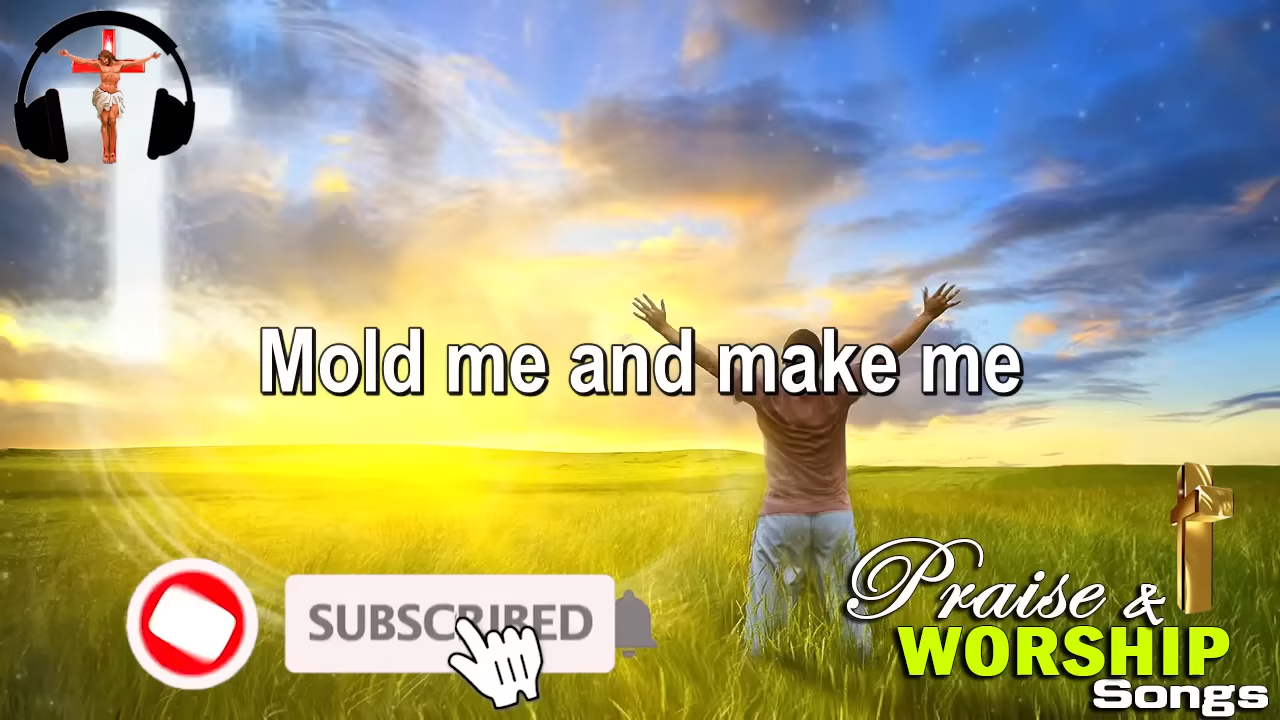 Mold me and make me
SUBSCRIBED
Praise &
WORSHIP
Songs